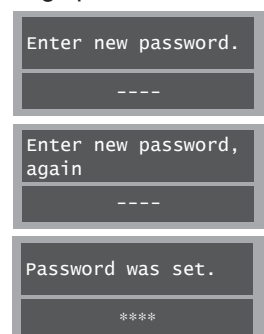 Enter new password.
----
Enter new password,
again
----
Password was set.
****